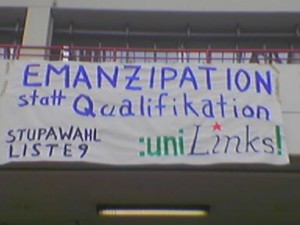 EMANZIPATION
statt Qualifikation
STUPAWAHL
LISTE 9
:uniLinks!